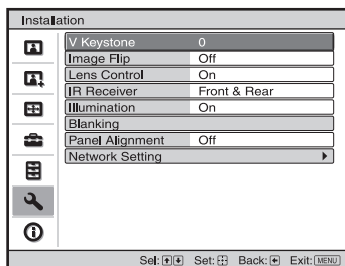 Installation
V Keystone 0
Image Flip Off
Lens Control On
IR Receiver Front & Rear
Illumination On
Blanking
Panel Alignment Off
Network Setting
Sel: Set: Back: Exit: MENU